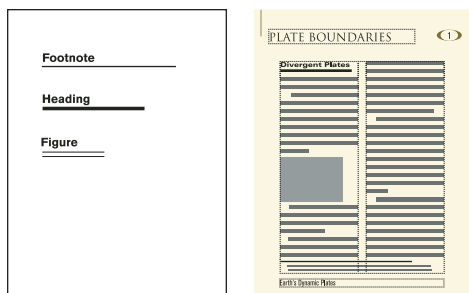 Footnote
Heading
Figure
PLATE BOUNDARIES
1
Divergent Plates
Earth's Dynamic Plates